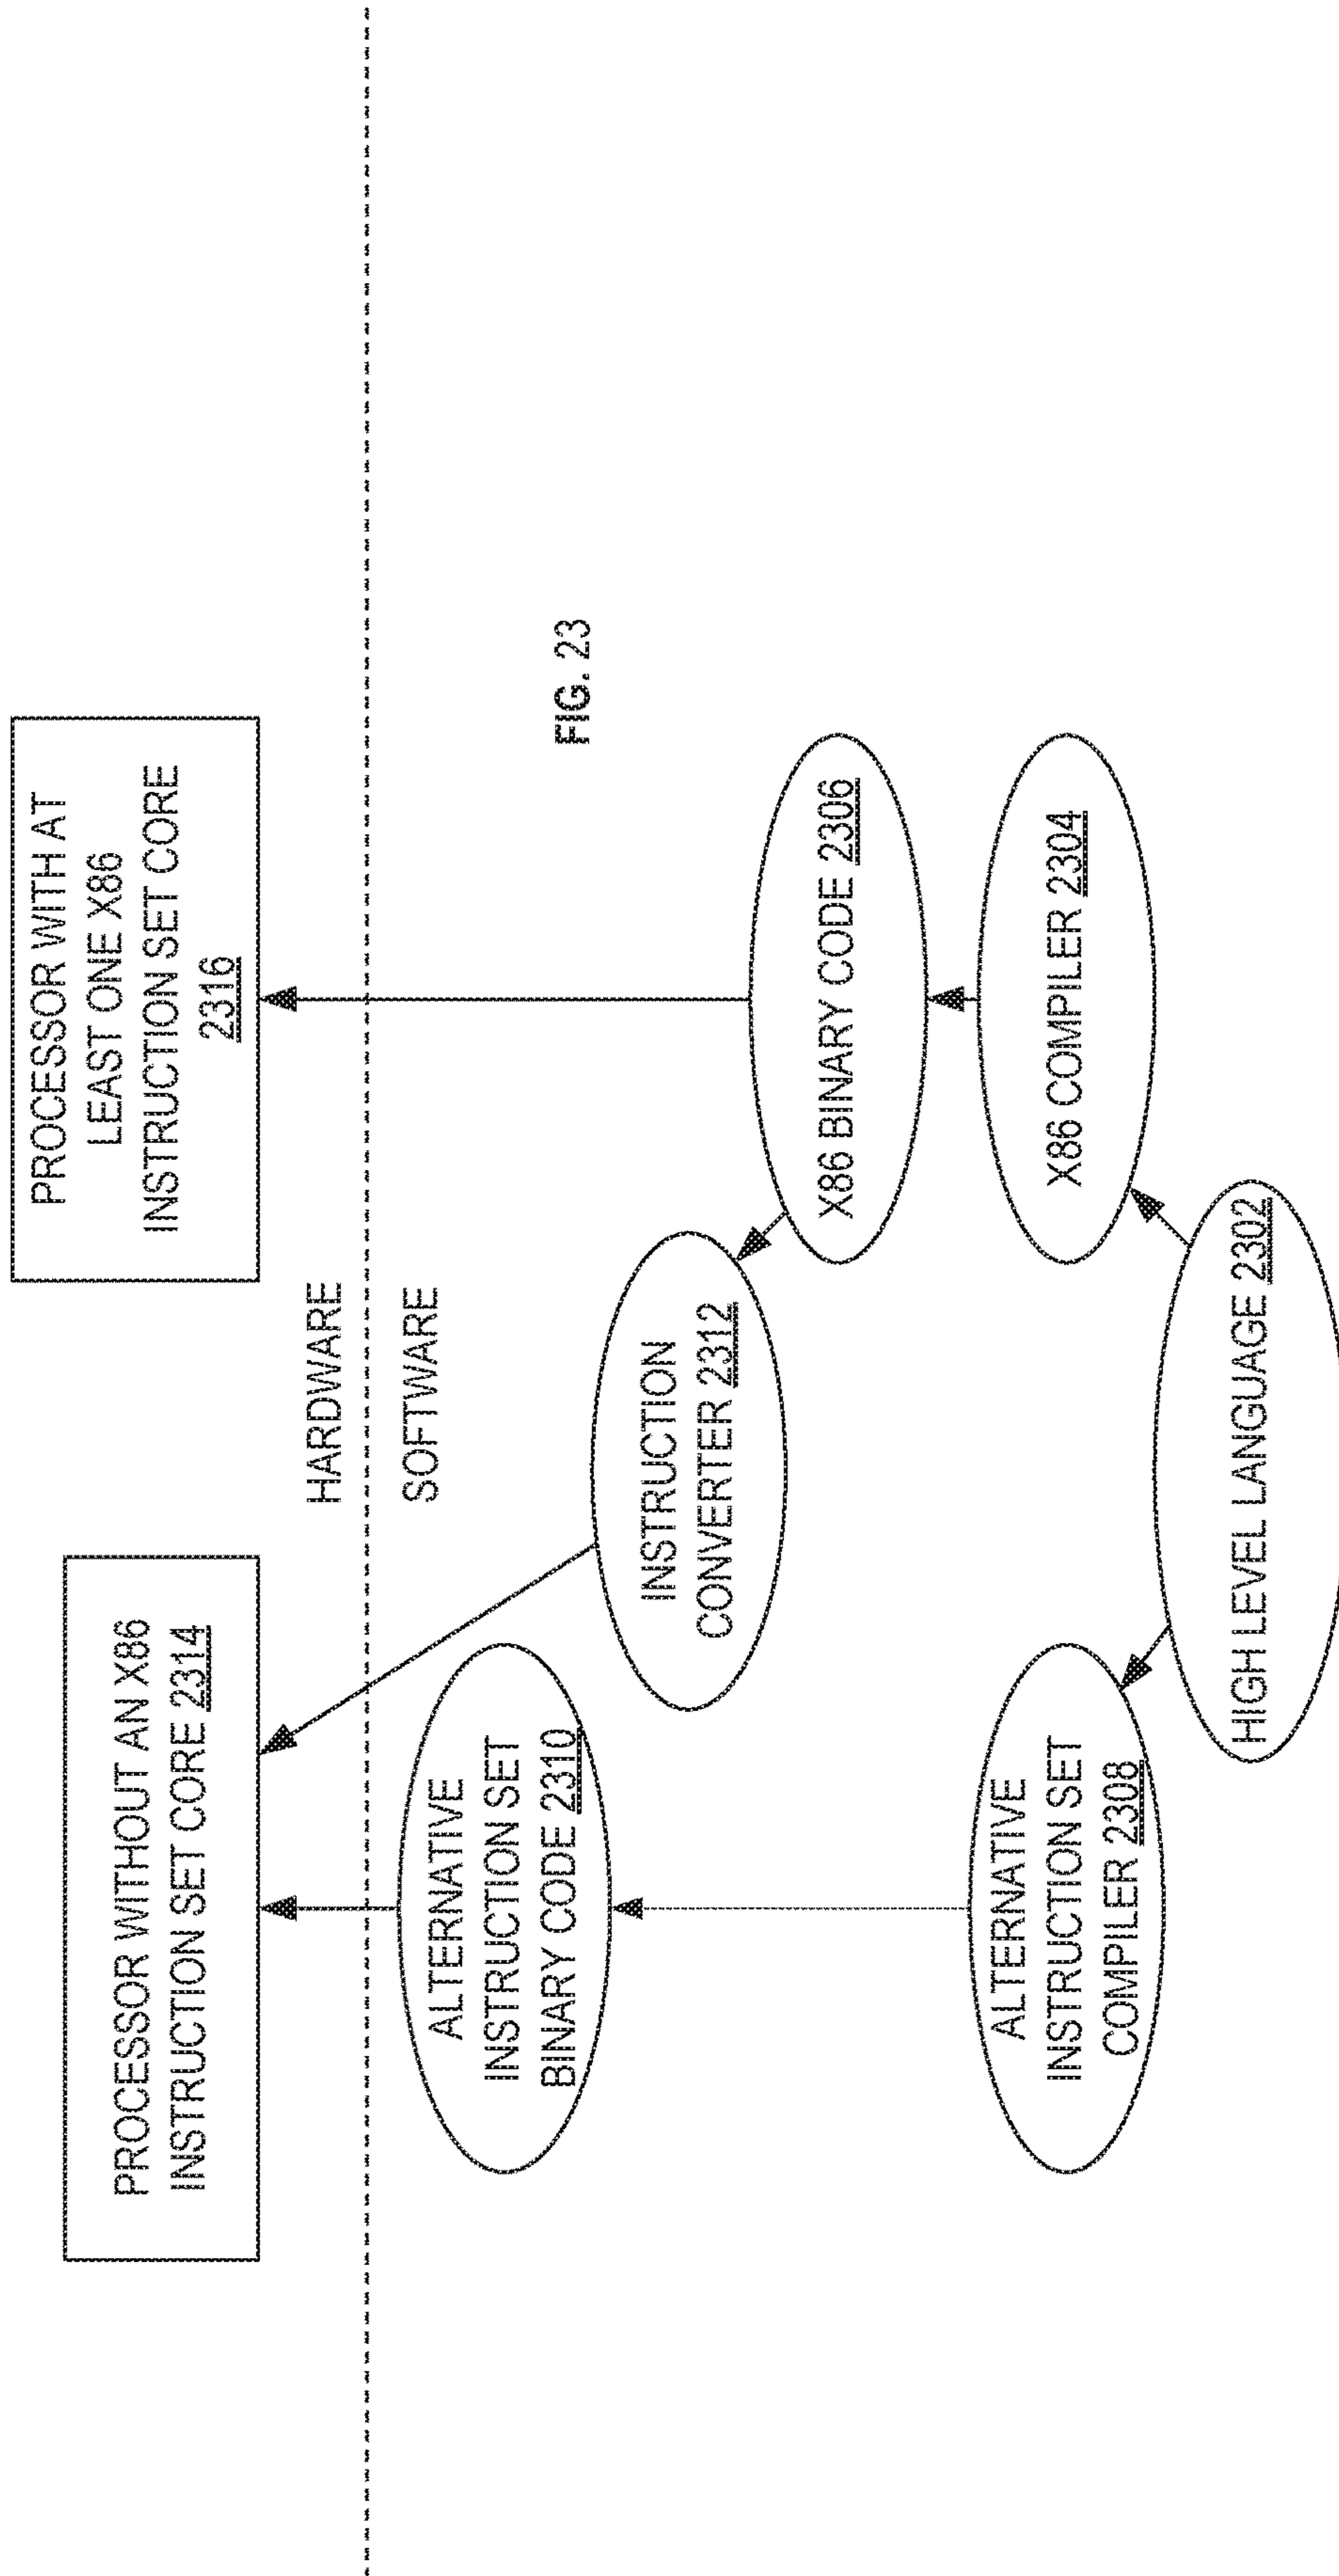 PROCESSOR WITHOUT AN X86
INSTRUCTION SET CORE 2314
PROCESSOR WITH AT
LEAST ONE X86
INSTRUCTION SET CORE
2316
HARDWARE
SOFTWARE
ALTERNATIVE
INSTRUCTION SET
BINARY CODE 2310
INSTRUCTION
CONVERTER 2312
FIG. 23
X86 BINARY CODE 2306
ALTERNATIVE
INSTRUCTION SET
COMPILER 2308
X86 COMPILER 2304
HIGH LEVEL LANGUAGE 2302